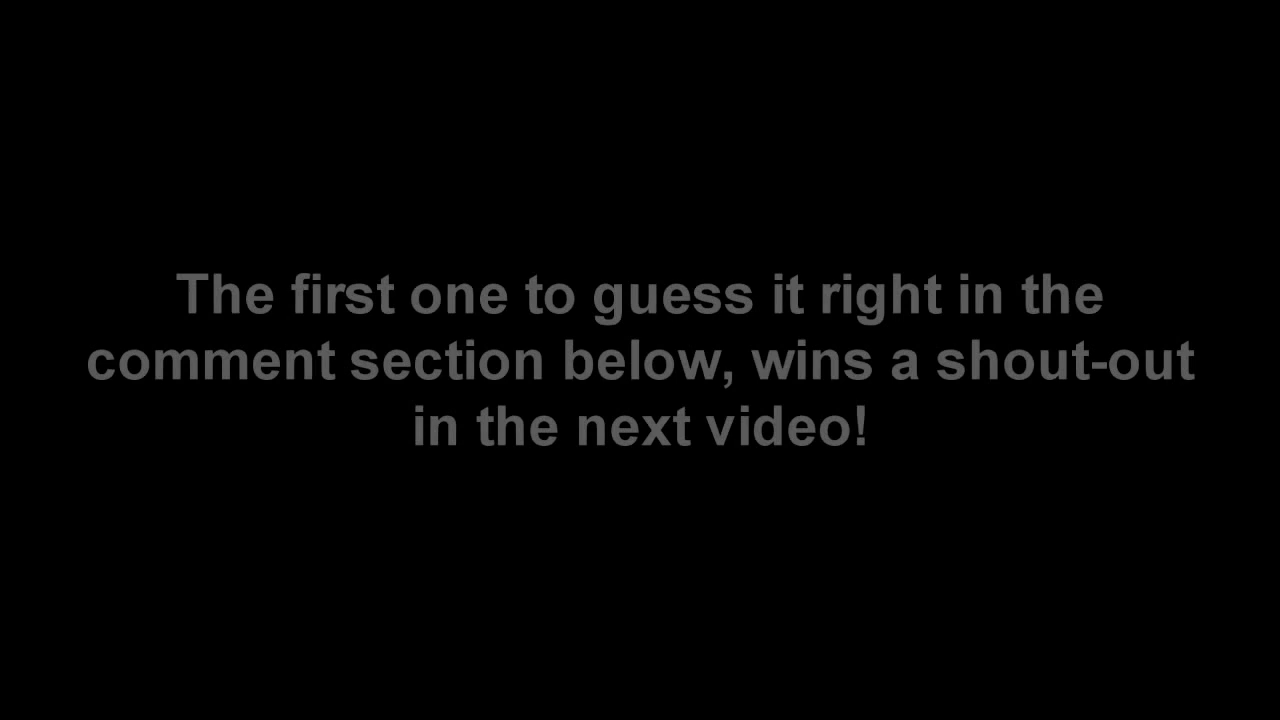 The first one to guess it right in the
comment section below, wins a shout-out
in the next video!